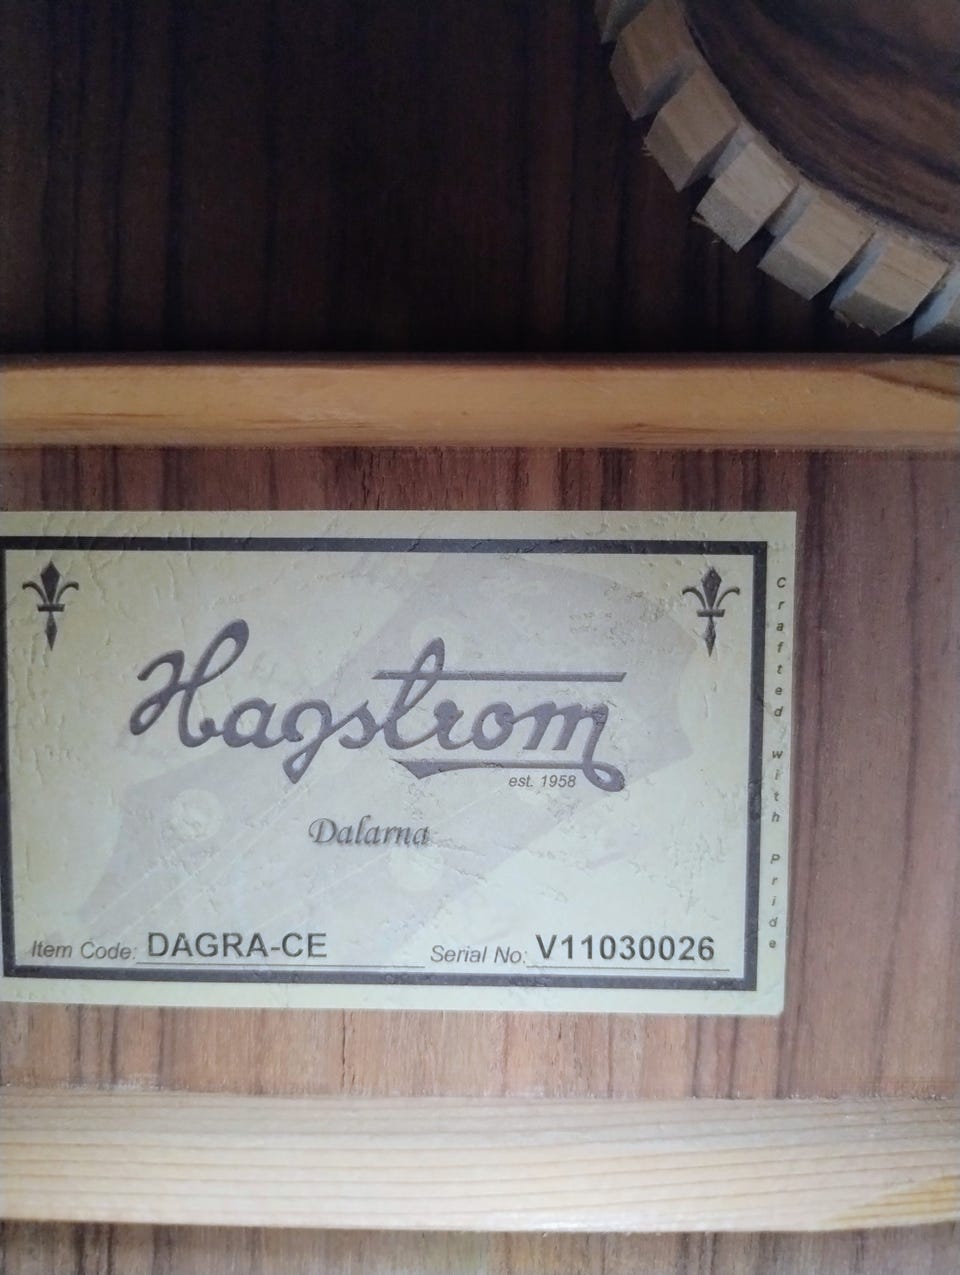 Hagstrom
est. 1958
Dalarna
Item Code: DAGRA-CE
Serial No: V11030026
Crafted with Pride